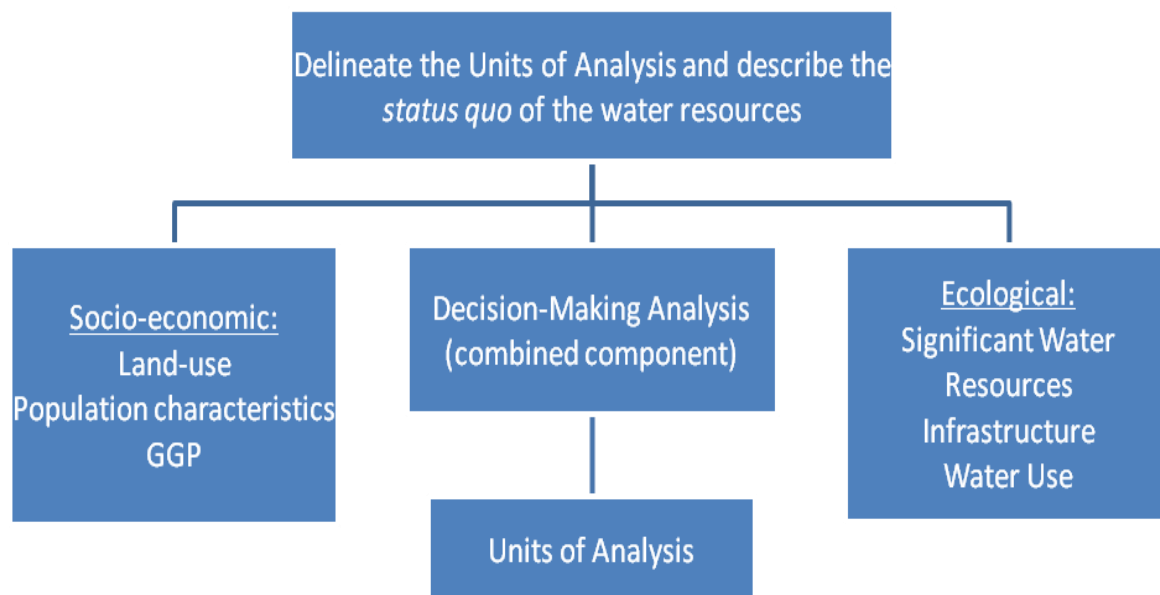 Delineate the Units of Analysis and describe the
status quo of the water resources
Socio-economic:
Land-use
Population characteristics
GGP
Decision-Making Analysis
(combined component)
Units of Analysis
Ecological:
Significant Water
Resources
Infrastructure
Water Use